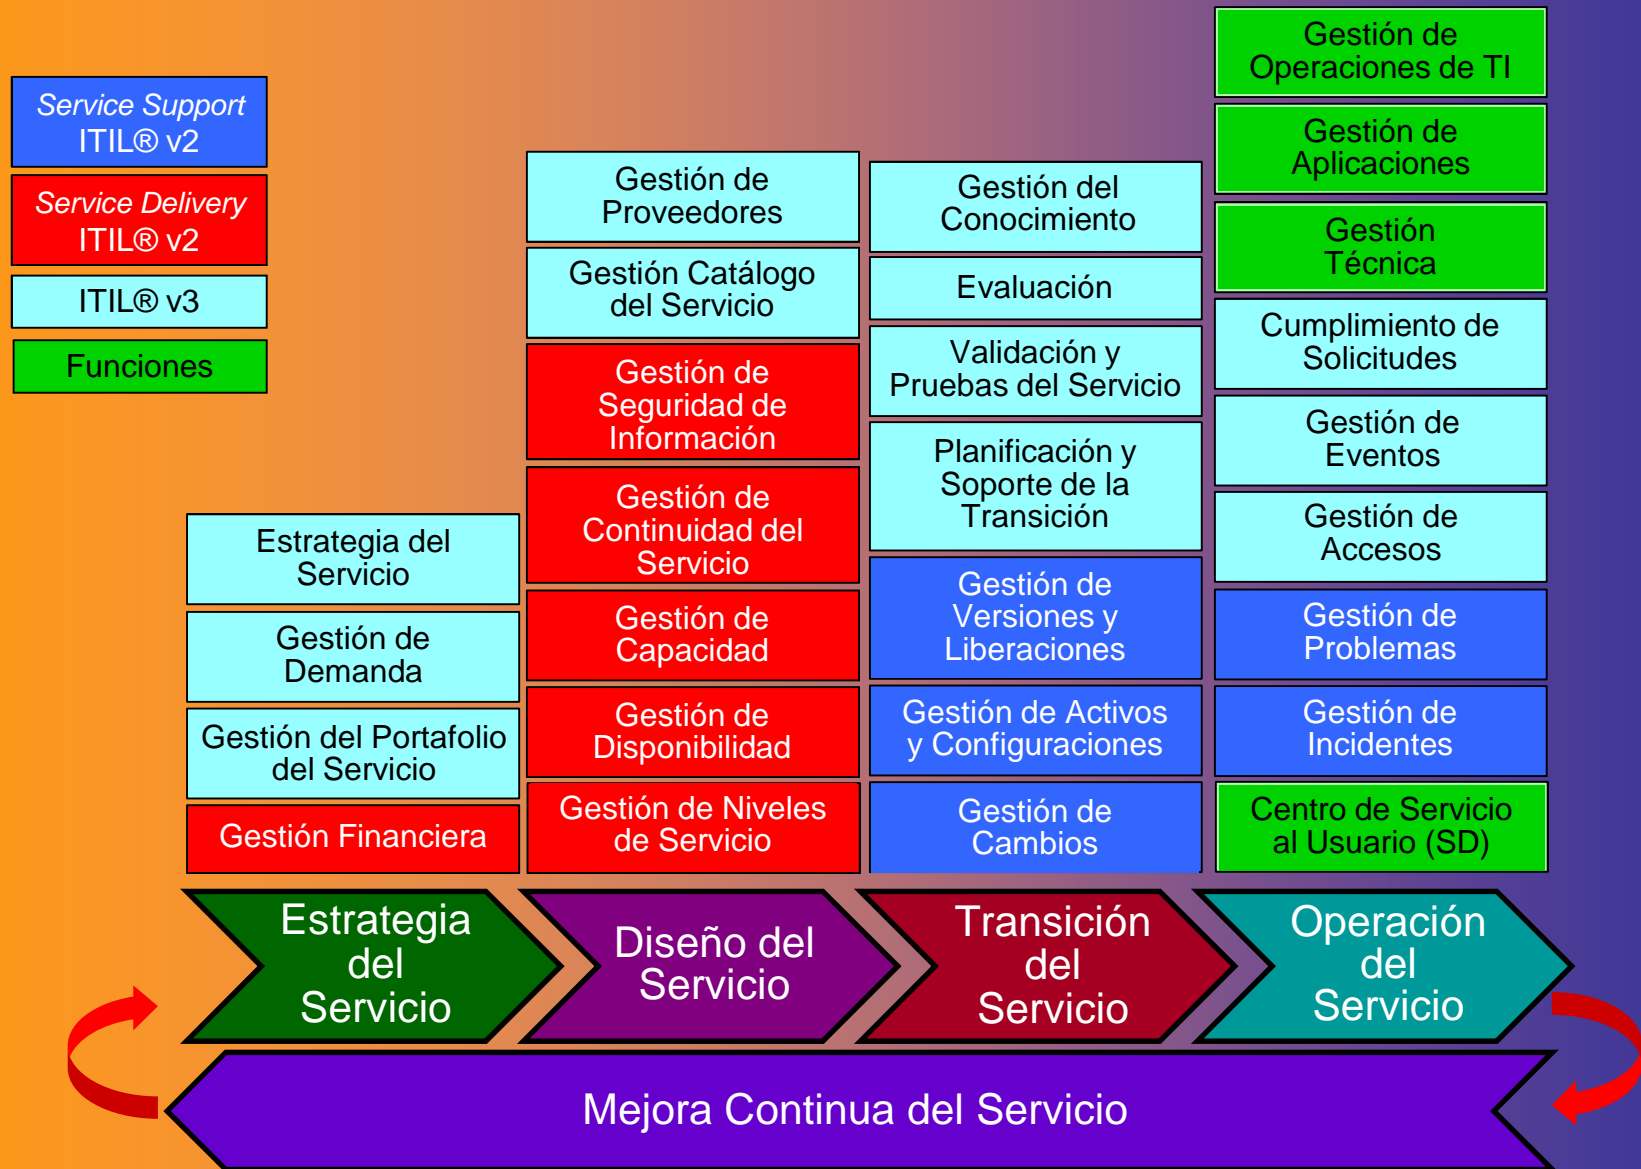 Service Support
ITIL® v2
Service Delivery
ITIL® v2
ITIL® v3
Funciones
Estrategia del
Servicio
Gestión de
Demanda
Gestión del Portafolio
del Servicio
Gestión Financiera
Gestión de
Proveedores
Gestión Catálogo
del Servicio
Gestión de
Seguridad de
Información
Gestión de
Continuidad del
Servicio
Gestión de
Capacidad
Gestión de
Disponibilidad
Gestión de Niveles
de Servicio
Gestión del
Conocimiento
Evaluación
Validación y
Pruebas del Servicio
Planificación y
Soporte de la
Transición
Gestión de
Versiones y
Liberaciones
Gestión de Activos
y Configuraciones
Gestión de
Cambios
Gestión de
Operaciones de TI
Gestión de
Aplicaciones
Gestión
Técnica
Cumplimiento de
Solicitudes
Gestión de
Eventos
Gestión de
Accesos
Gestión de
Problemas
Gestión de
Incidentes
Centro de Servicio
al Usuario (SD)
Estrategia
del
Servicio
Diseño del
Servicio
Transición
del
Servicio
Operación
del
Servicio
Mejora Continua del Servicio